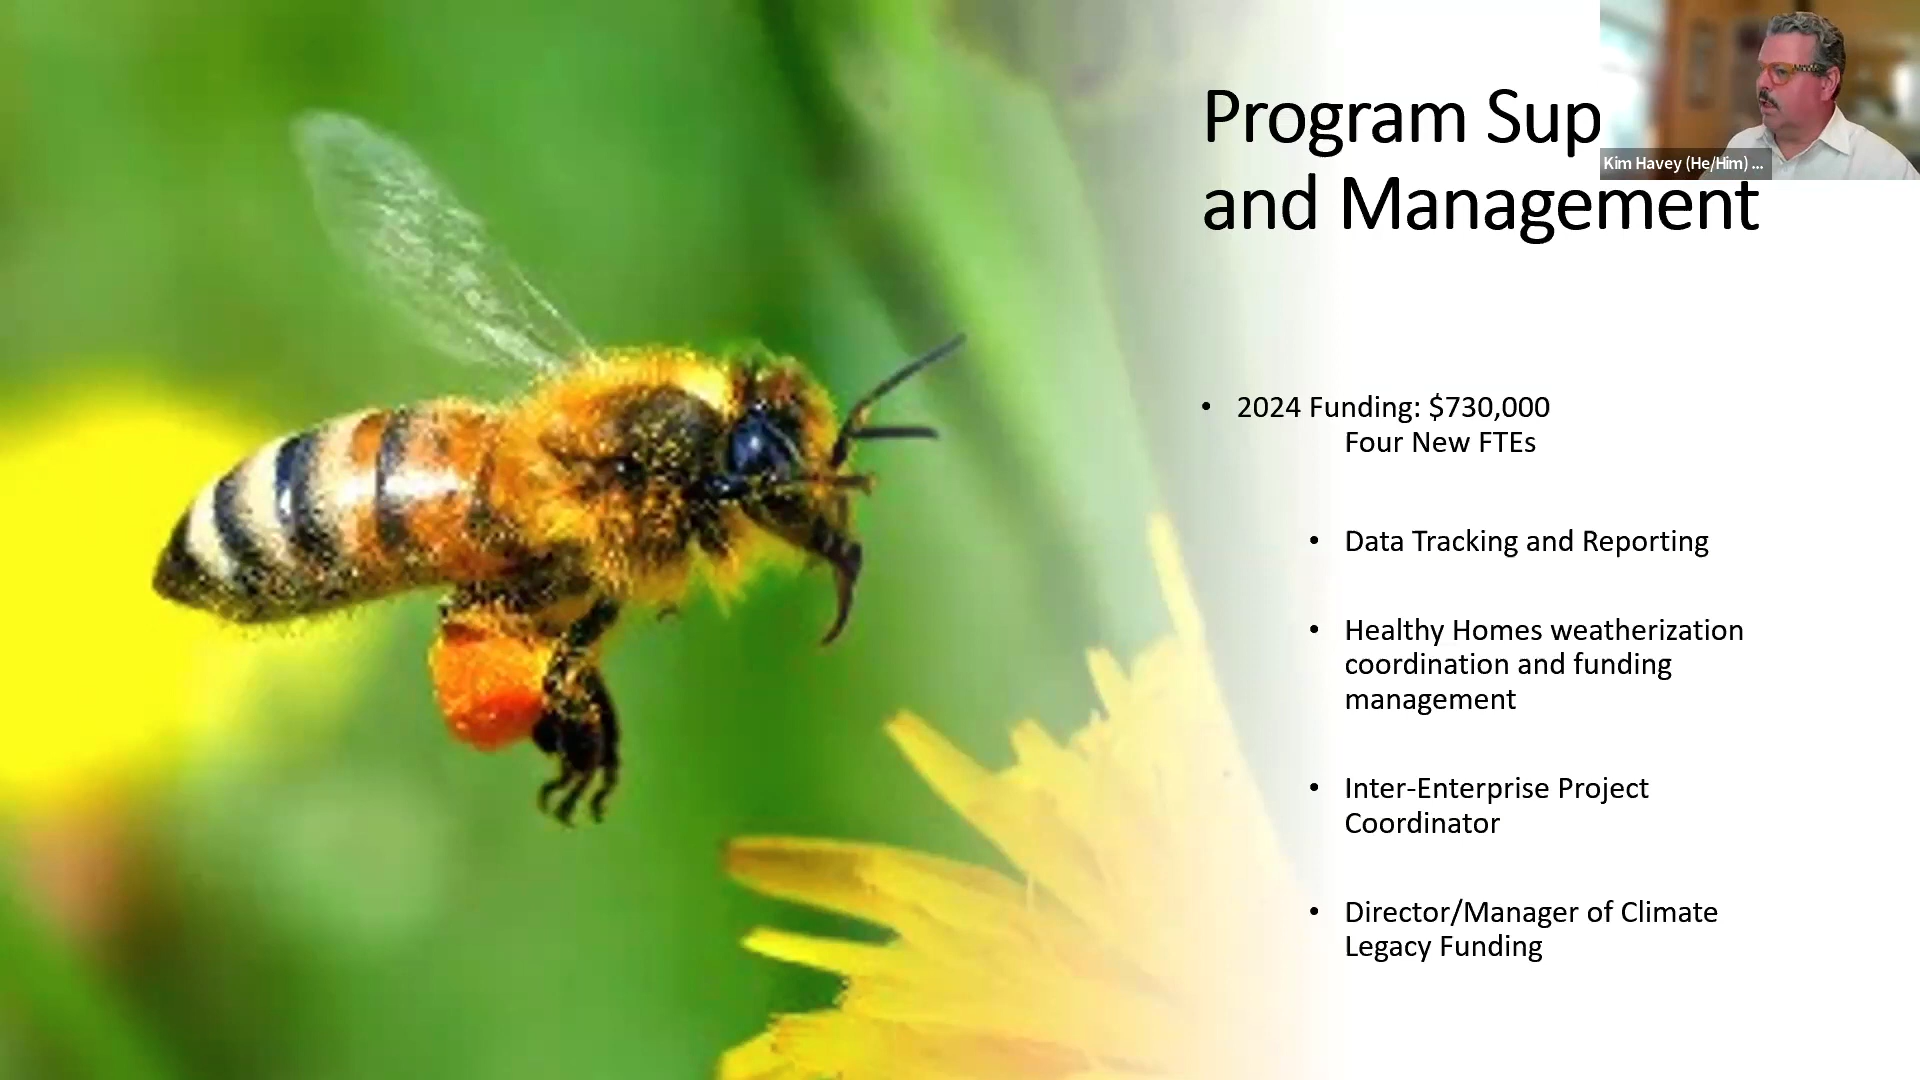 Program Sup
and Management
Kim Havey (He/Him) ...
• 2024 Funding: $730,000
Four New FTEs
• Data Tracking and Reporting
• Healthy Homes weatherization
coordination and funding
management
• Inter-Enterprise Project
Coordinator
• Director/Manager of Climate
Legacy Funding